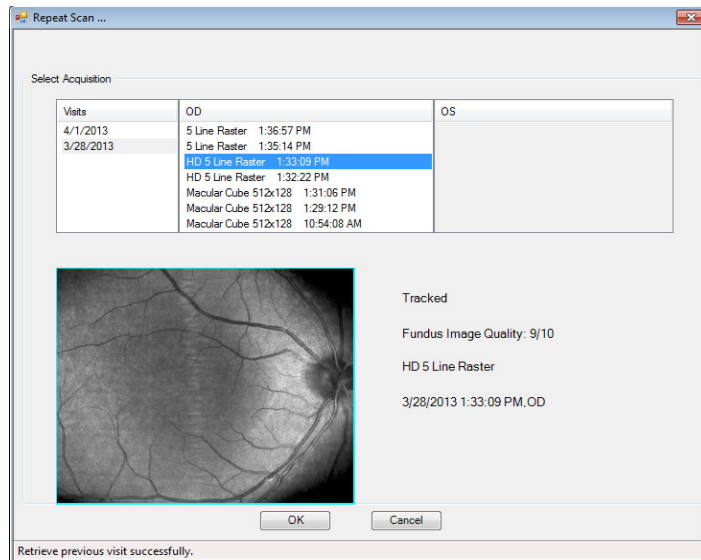 Repeat Scan ...
Select Acquisition
Visits
OD
OS
4/1/2013
3/28/2013
5 Line Raster 1:36:57 PM
5 Line Raster 1:35:14 PM
HD 5 Line Raster 1:33:09 PM
HD 5 Line Raster 1:32:22 PM
Macular Cube 512x128 1:31:06 PM
Macular Cube 512x128 1:29:12 PM
Macular Cube 512x128 10:54:08 AM
Tracked
Fundus Image Quality: 9/10
HD 5 Line Raster
3/28/2013 1:33:09 PM,OD
OK
Cancel
Retrieve previous visit successfully.